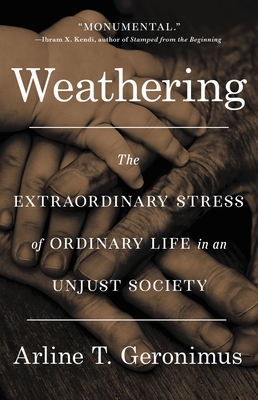 “MONUMENTAL.”
—Ibram X. Kendi, author of Stamped from the Beginning
Weathering
The
EXTRAORDINARY STRESS
of ORDINARY LIFE in an
UNJUST SOCIETY
Arline T. Geronimus